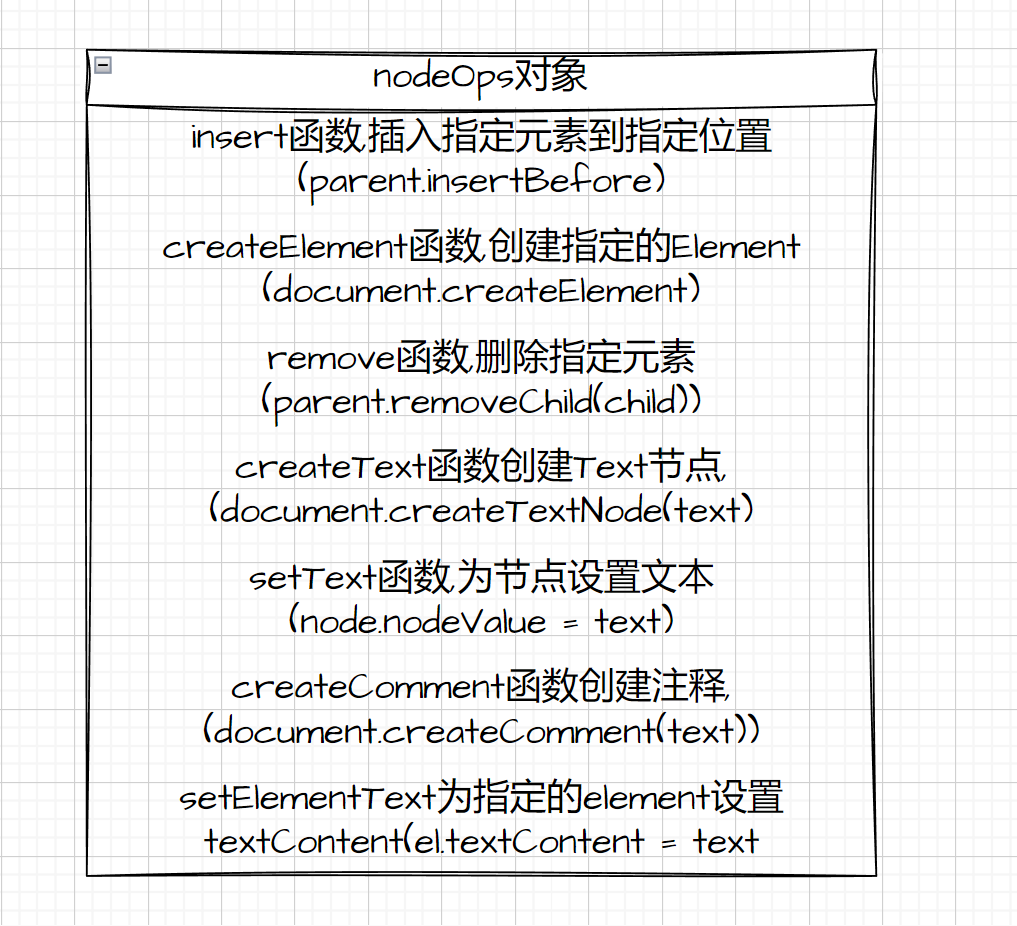 nodeOps对象
insert函数,插入指定元素到指定位置
(parent.insertBefore)
createElement函数,创建指定的Element
(document.createElement)
remove函数,删除指定元素
(parent.removeChild(child))
createText函数创建Text节点,
(document.createTextNode(text)
setText函数,为节点设置文本
(node.nodeValue = text)
createComment函数创建注释,
(document.createComment(text))
setElementText为指定的element设置
textContent(el.textContent = text